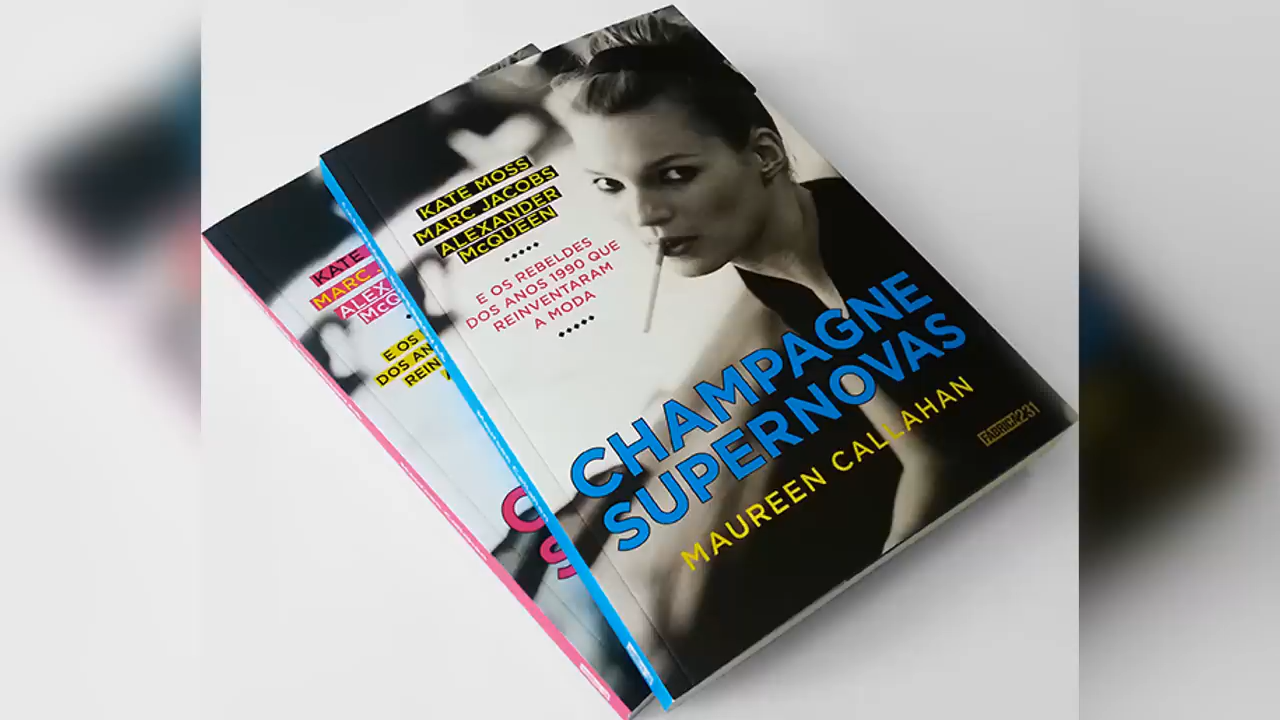 KATE MOSS
MARC JACOBS
ALEXANDER
McQUEEN
E OS REBELDES
DOS ANOS 1990 QUE
REINVENTARAM
A MODA
CHAMPAGNE
SUPERNOVAS
MAUREEN CALLAHAN
FABRICA231
KATE
MARC
ALEX
McQ
E OS
DOS AN
REIN
C
S